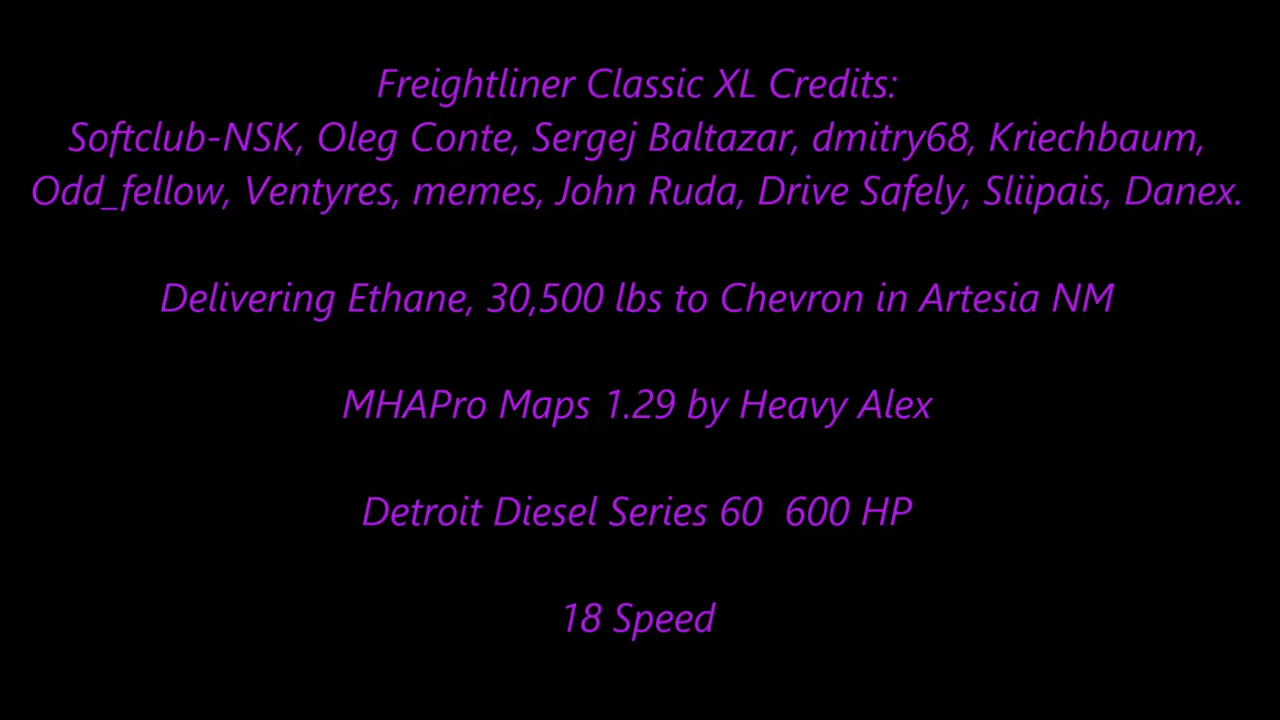 Freightliner Classic XL Credits:
Softclub-NSK, Oleg Conte, Sergej Baltazar, dmitry68, Kriechbaum,
Odd_fellow, Ventyres, memes, John Ruda, Drive Safely, Sliipais, Danex.
Delivering Ethane, 30,500 lbs to Chevron in Artesia NM
MHAPro Maps 1.29 by Heavy Alex
Detroit Diesel Series 60  600 HP
18 Speed